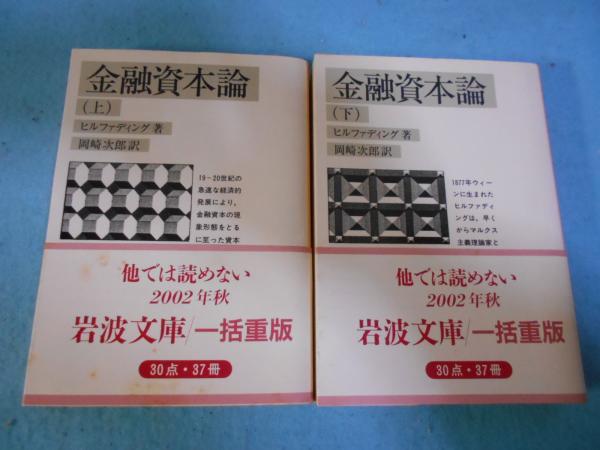 金融資本論
（上）
ヒルファディング著
岡崎次郎訳
19－20世紀の
急速な経済的
発展により，
金融資本の現
象形態をとる
に至った資本
他では読めない
2002年秋
岩波文庫/一括重版
30点・37冊
金融資本論
（下）
ヒルファディング著
岡崎次郎訳
1877年ウィー
ンに生まれた
ヒルファディ
ングは，早く
からマルクス
主義理論家と
他では読めない
2002年秋
岩波文庫/一括重版
30点・37冊